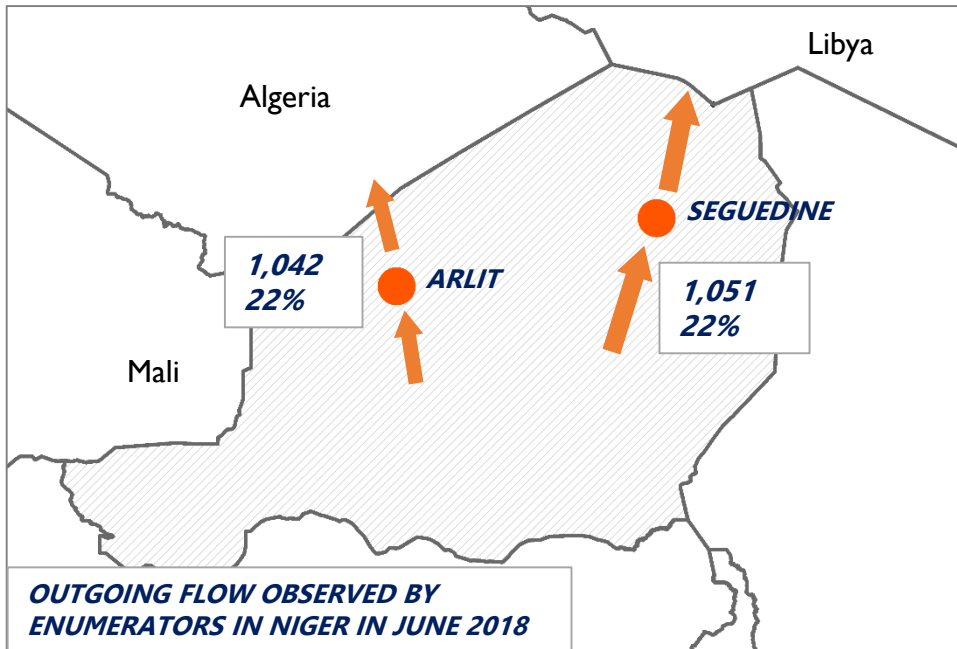 Libya
Algeria
SEGUEDINE
1,042
22%
ARLIT
1,051
22%
Mali
OUTGOING FLOW OBSERVED BY
ENUMERATORS IN NIGER IN JUNE 2018